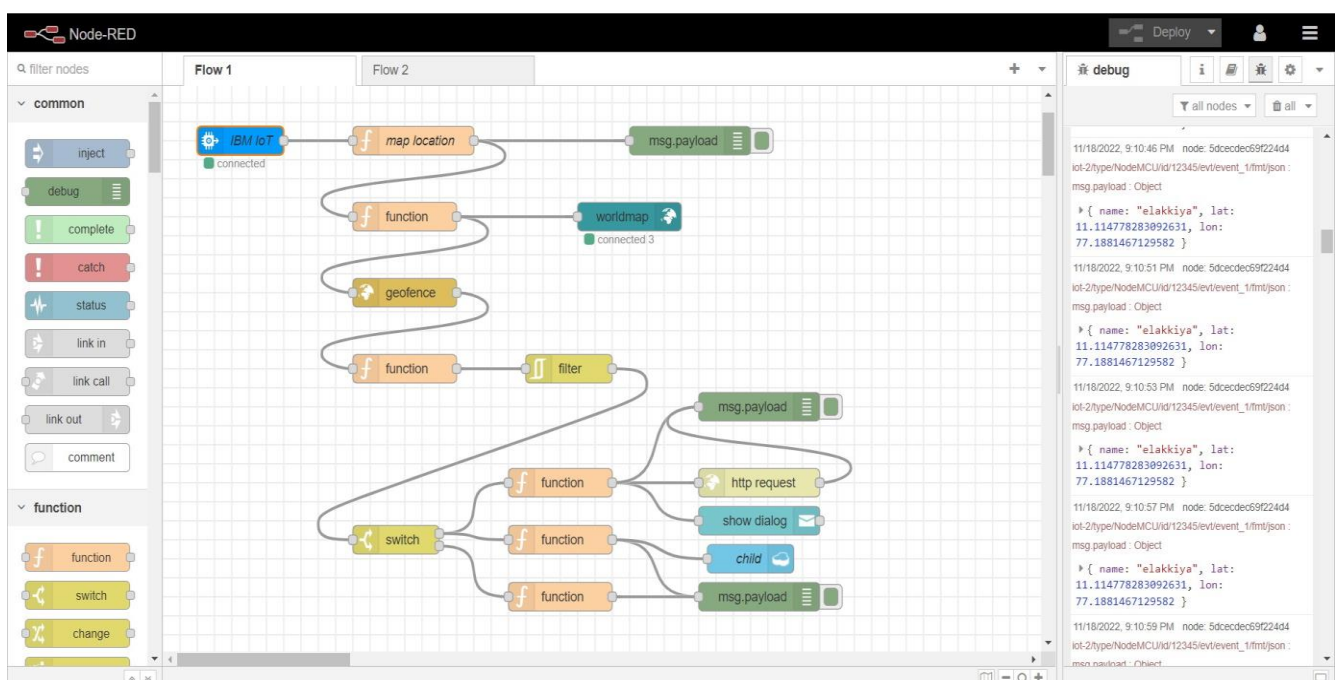 Node-RED
Deploy
filter nodes
Flow 1
Flow 2
debug
i
all nodes
all
common
inject
debug
complete
catch
status
link in
link call
link out
comment
function
function
switch
change
IBM IoT
connected
map location
msg.payload
function
worldmap
connected 3
geofence
function
filter
msg.payload
function
http request
show dialog
switch
function
child
function
msg.payload
11/18/2022, 9:10:46 PM node: 5dcecdec69f224d4
iot-2/type/NodeMCU/id/12345/evt/event_1/fmt/json :
msg.payload : Object
{ name: "elakkiya", lat:
11.114778283092631, lon:
77.1881467129582 }
11/18/2022, 9:10:51 PM node: 5dcecdec69f224d4
iot-2/type/NodeMCU/id/12345/evt/event_1/fmt/json :
msg.payload : Object
{ name: "elakkiya", lat:
11.114778283092631, lon:
77.1881467129582 }
11/18/2022, 9:10:53 PM node: 5dcecdec69f224d4
iot-2/type/NodeMCU/id/12345/evt/event_1/fmt/json :
msg.payload : Object
{ name: "elakkiya", lat:
11.114778283092631, lon:
77.1881467129582 }
11/18/2022, 9:10:57 PM node: 5dcecdec69f224d4
iot-2/type/NodeMCU/id/12345/evt/event_1/fmt/json :
msg.payload : Object
{ name: "elakkiya", lat:
11.114778283092631, lon:
77.1881467129582 }
11/18/2022, 9:10:59 PM node: 5dcecdec69f224d4
iot-2/type/NodeMCU/id/12345/evt/event_1/fmt/json :
msg.payload : Object